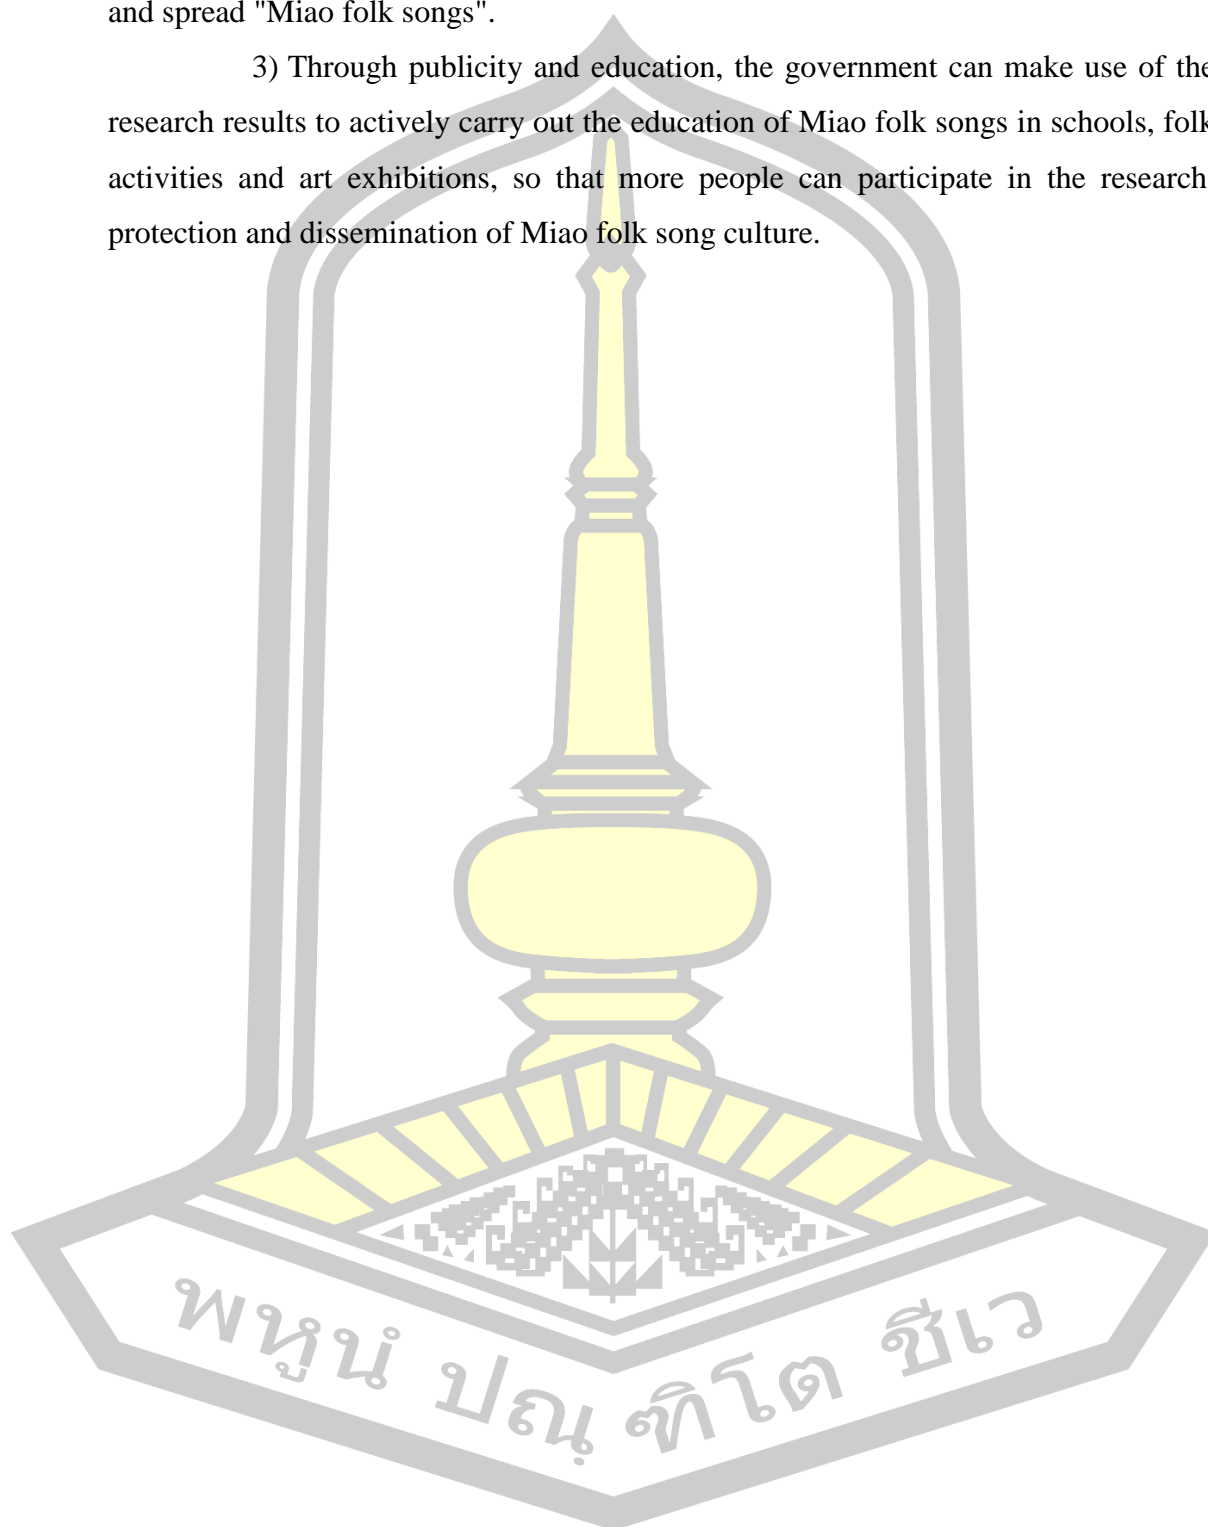 and spread "Miao folk songs".
3) Through publicity and education, the government can make use of the
research results to actively carry out the education of Miao folk songs in schools, folk
activities and art exhibitions, so that more people can participate in the research
protection and dissemination of Miao folk song culture.
พหูนํ ปณฺฑิโต ชีเว